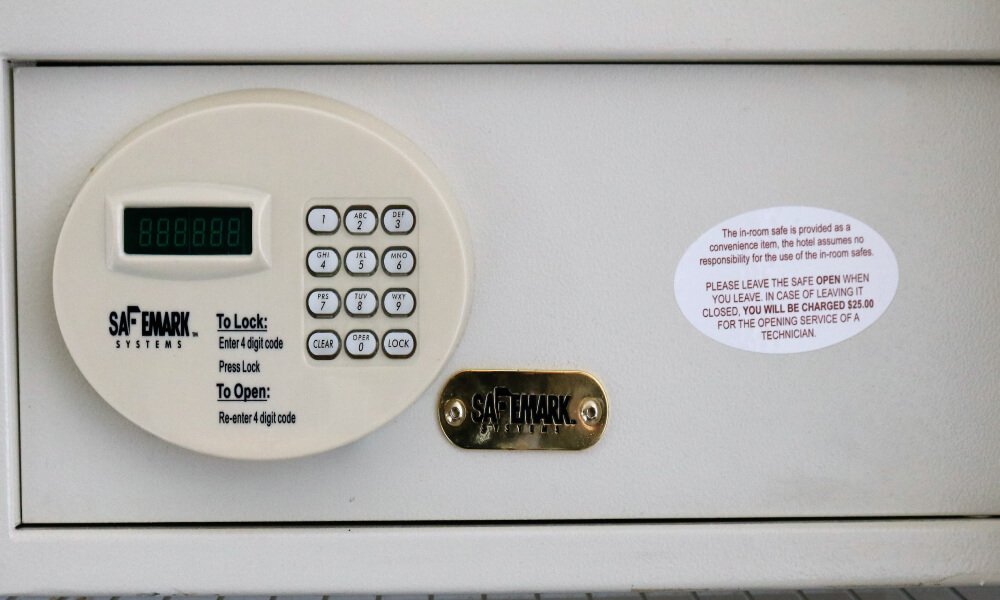 888888
SAFEMARK™
SYSTEMS
To Lock:
Enter 4 digit code
Press Lock
To Open:
Re-enter 4 digit code
1 ABC 2 DEF 3
GHI 4 JKL 5 MNO 6
PRS 7 TUV 8 WXY 9
CLEAR OPER 0 LOCK
SAFEMARK™
SYSTEMS
The in-room safe is provided as a
convenience item, the hotel assumes no
responsibility for the use of the in-room safes.
PLEASE LEAVE THE SAFE OPEN WHEN
YOU LEAVE. IN CASE OF LEAVING IT
CLOSED, YOU WILL BE CHARGED $25.00
FOR THE OPENING SERVICE OF A
TECHNICIAN.